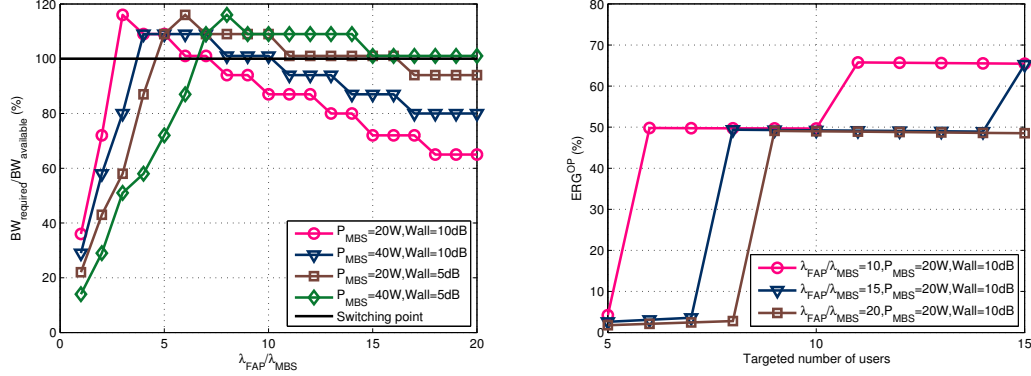 120
100
80
60
40
20
0
0
5
10
15
20
BW_required/BW_available (%)
λ_FAP/λ_MBS
P_MBS=20W,Wall=10dB
P_MBS=40W,Wall=10dB
P_MBS=20W,Wall=5dB
P_MBS=40W,Wall=5dB
Switching point
80
70
60
50
40
30
20
10
0
5
10
15
ERG^OP (%)
Targeted number of users
λ_FAP/λ_MBS=10,P_MBS=20W,Wall=10dB
λ_FAP/λ_MBS=15,P_MBS=20W,Wall=10dB
λ_FAP/λ_MBS=20,P_MBS=20W,Wall=10dB